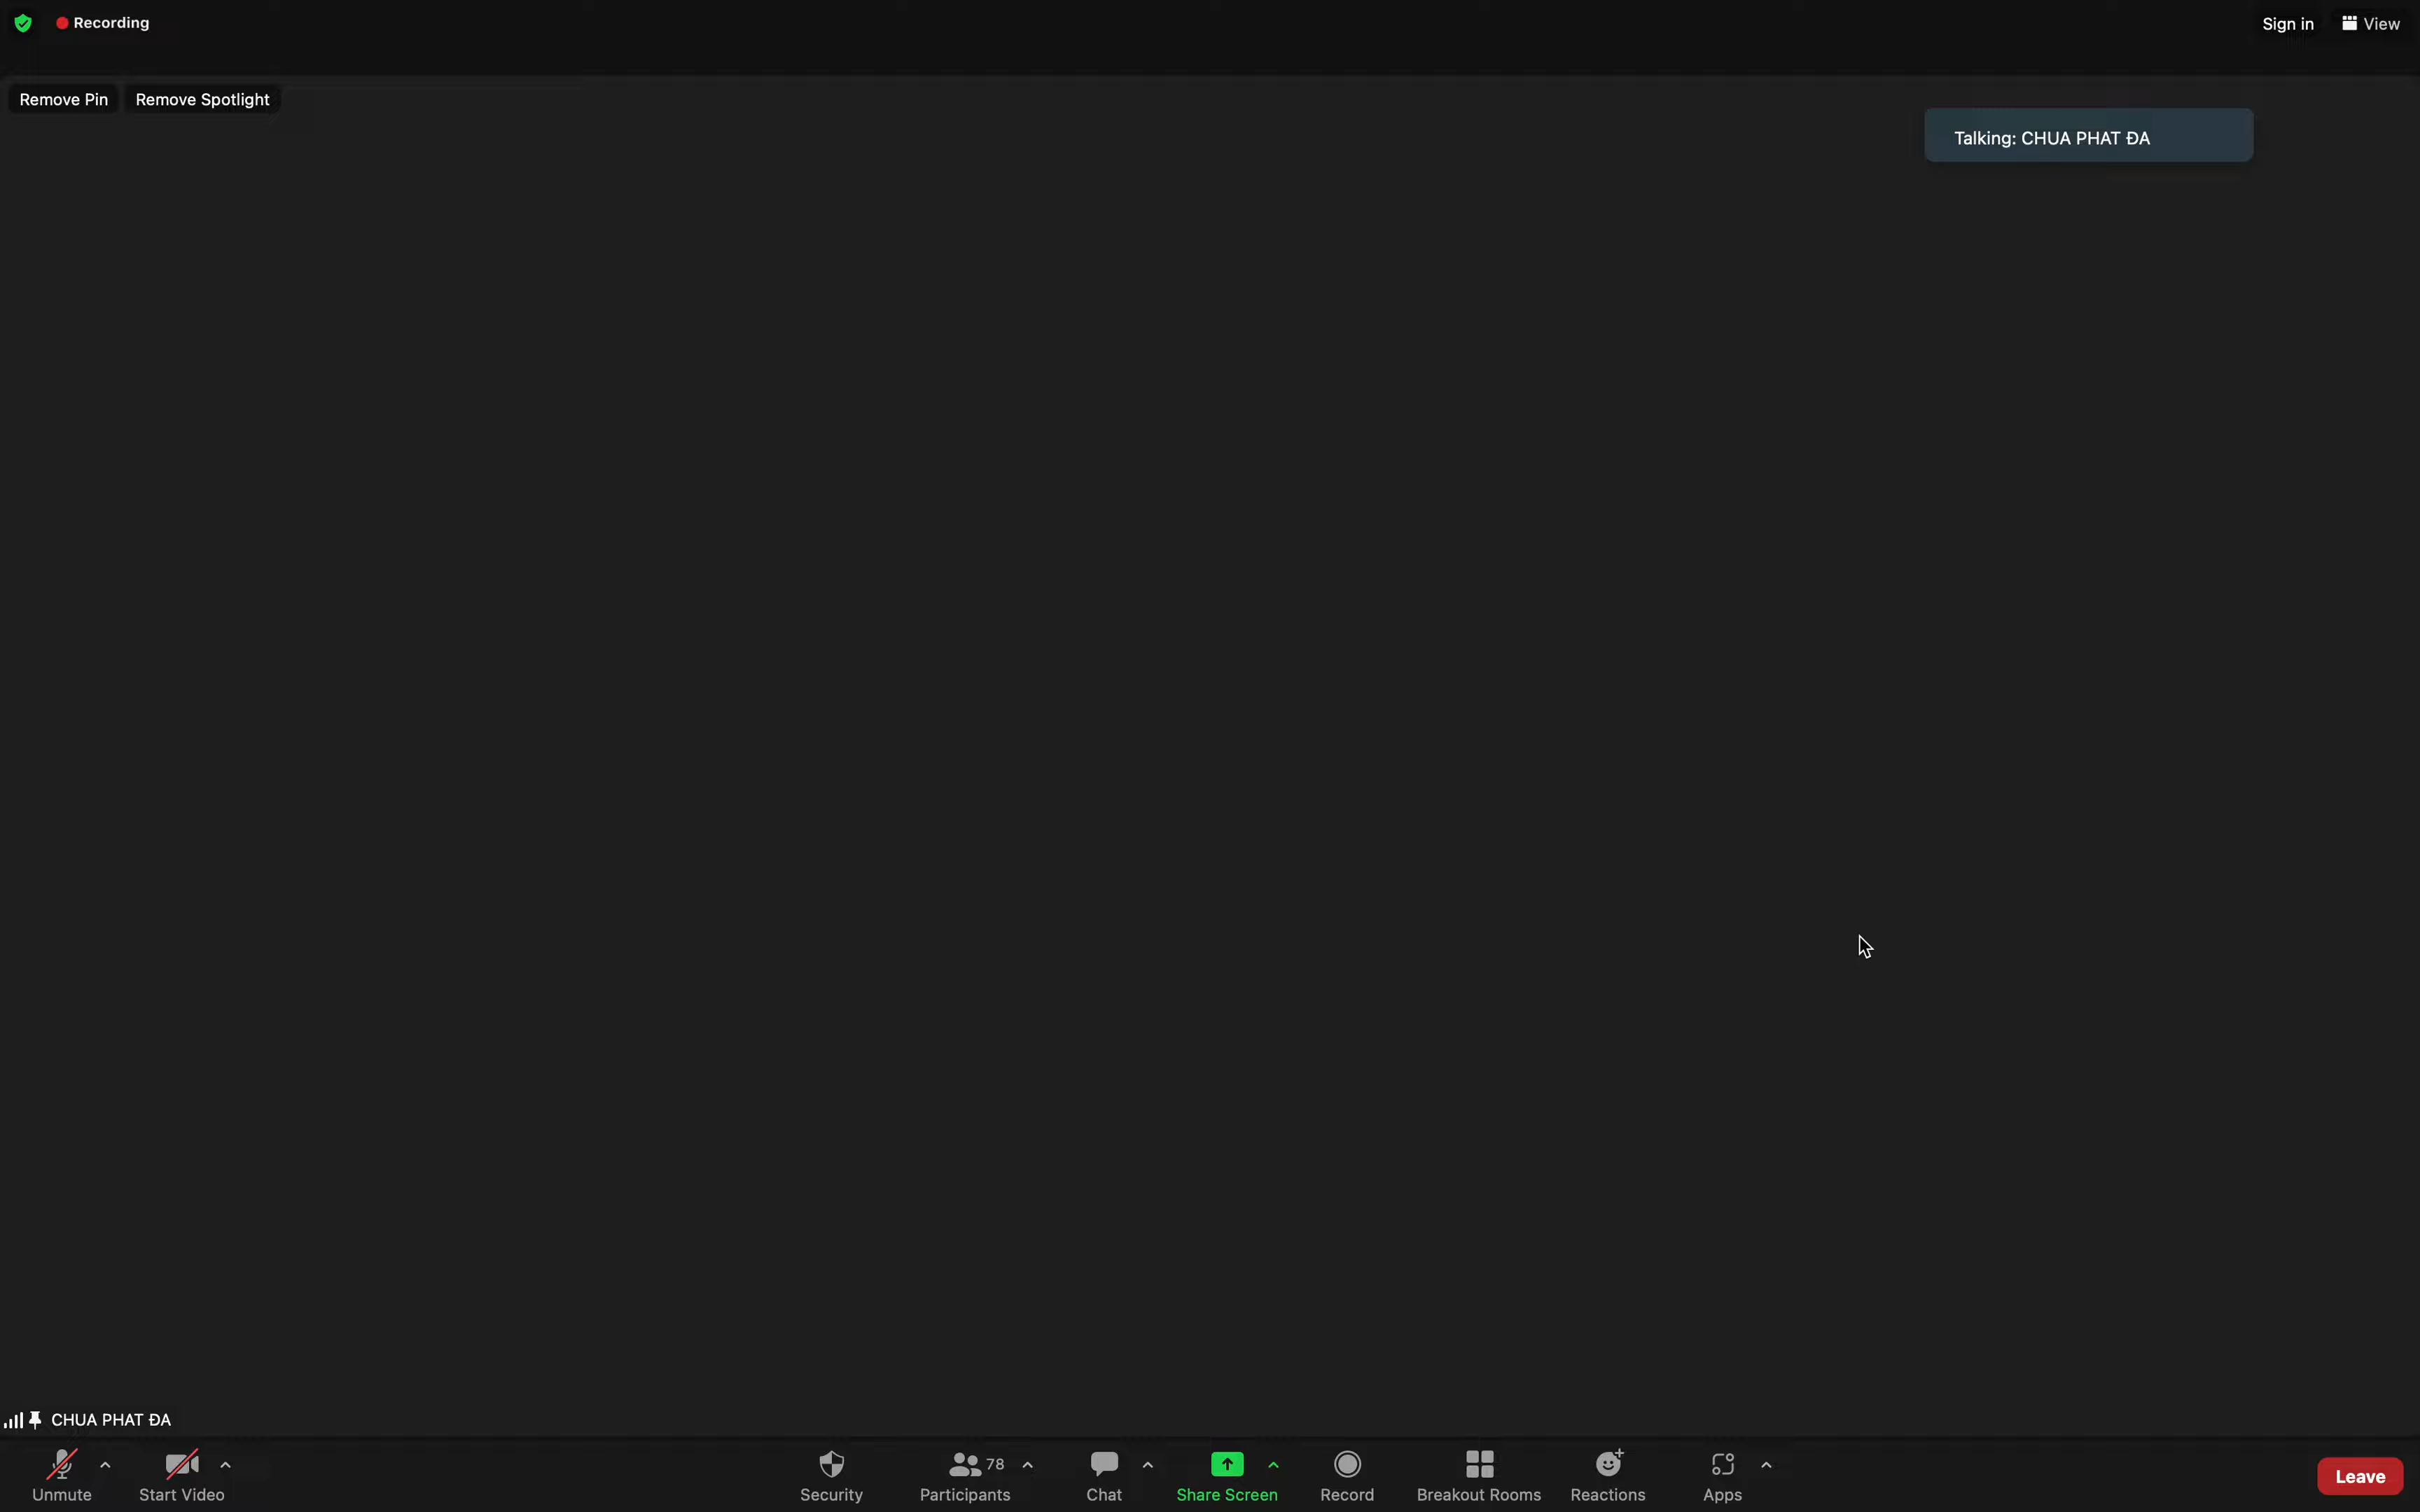 Recording
Sign in
View
Remove Pin
Remove Spotlight
Talking: CHUA PHAT ĐA
CHUA PHAT ĐA
Unmute
Start Video
Security
78
Participants
Chat
Share Screen
Record
Breakout Rooms
Reactions
Apps
Leave